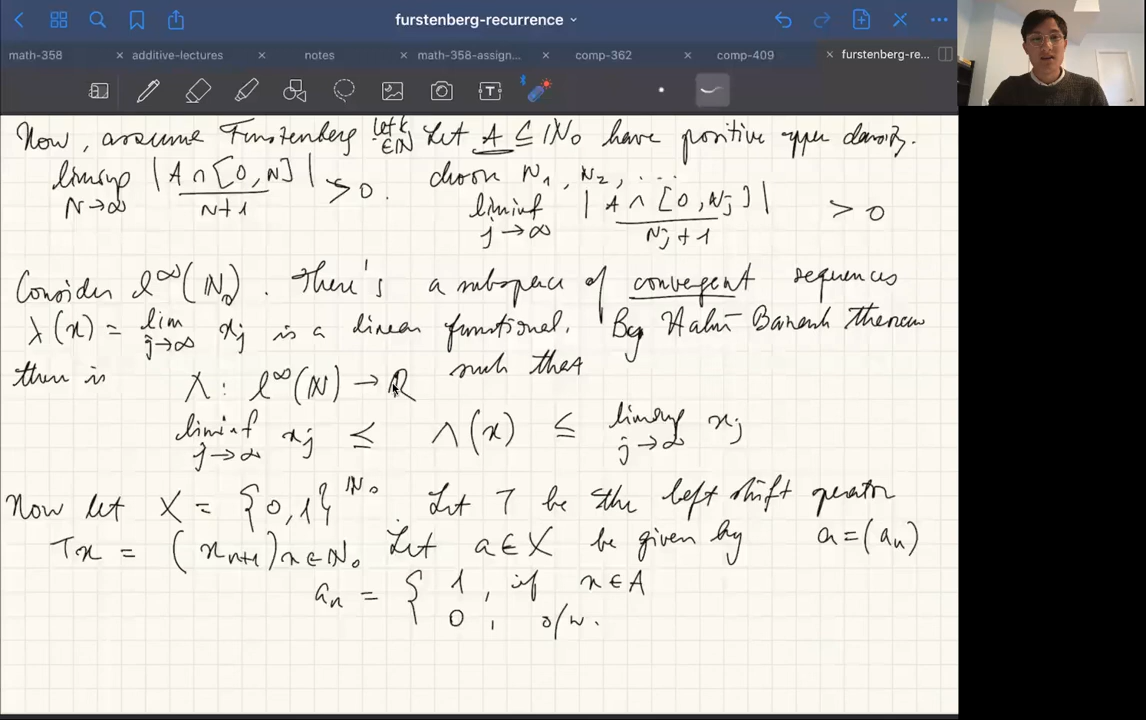 furstenberg-recurrence
math-358 × additive-lectures × notes × math-358-assign... × comp-362 × comp-409 × furstenberg-re...
Now, assume Furstenberg let k ∈ ℕ Let A ⊆ ℕ₀ have positive upper density.
limsup N→∞ |A ∩ [0, N]| / N+1 > 0. choose N₁, N₂, ... liminf j→∞ |A ∩ [0, Nj]| / Nj + 1 > 0
Consider l^∞(ℕ₀). There's a subspace of convergent sequences
λ(x) = lim j→∞ xj is a linear functional. By Hahn Banach theorem
there is Λ : l^∞(ℕ) → ℝ such that
liminf j→∞ xj ≤ Λ(x) ≤ limsup j→∞ xj
Now let X = {0, 1}^ℕ₀. Let T be the left shift operator
Tx = (x_{n+1})_{n∈ℕ₀} Let a ∈ X be given by a = (a_n)
a_n = { 1, if n ∈ A
0, o/w.